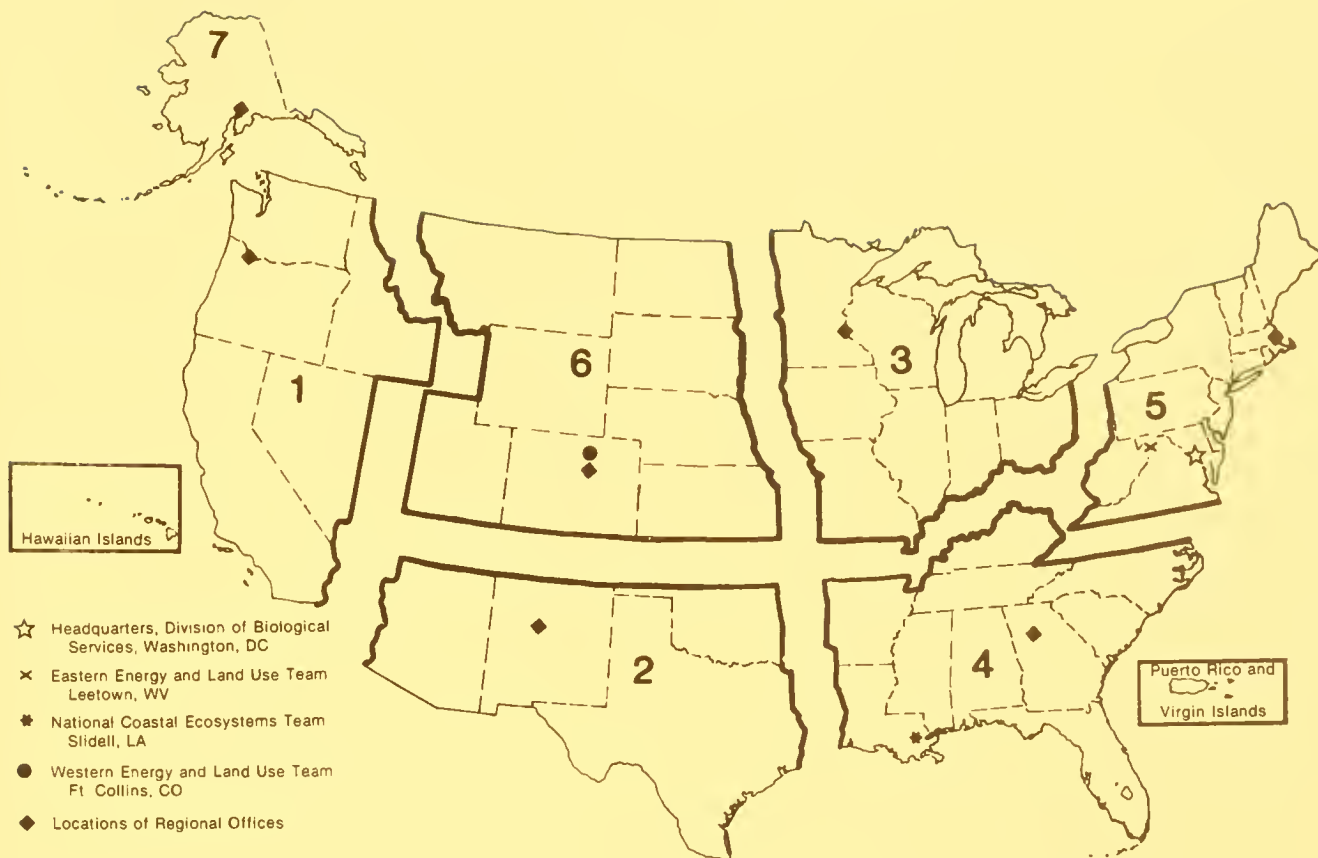 7
6
3
1
5
Hawaiian Islands
Headquarters, Division of Biological
Services, Washington, DC
Eastern Energy and Land Use Team
Leetown, WV
National Coastal Ecosystems Team
Slidell, LA
Western Energy and Land Use Team
Ft Collins, CO
Locations of Regional Offices
2
4
Puerto Rico and
Virgin Islands